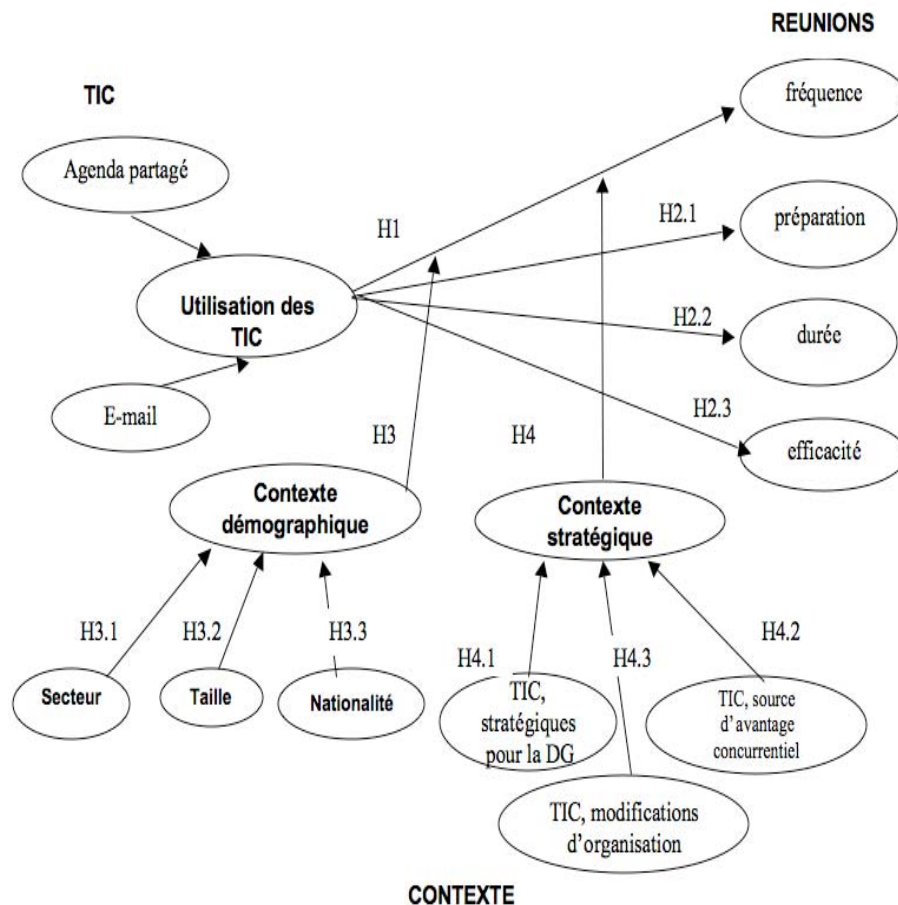 REUNIONS
fréquence
TIC
Agenda partagé
H1
H2.1
préparation
Utilisation des
TIC
H2.2
durée
E-mail
H2.3
H3
H4
efficacité
Contexte
démographique
Contexte
stratégique
H3.1
H3.2
H3.3
H4.1
H4.3
H4.2
Secteur
Taille
Nationalité
TIC,
stratégiques
pour la DG
TIC, source
d'avantage
concurrentiel
TIC, modifications
d'organisation
CONTEXTE